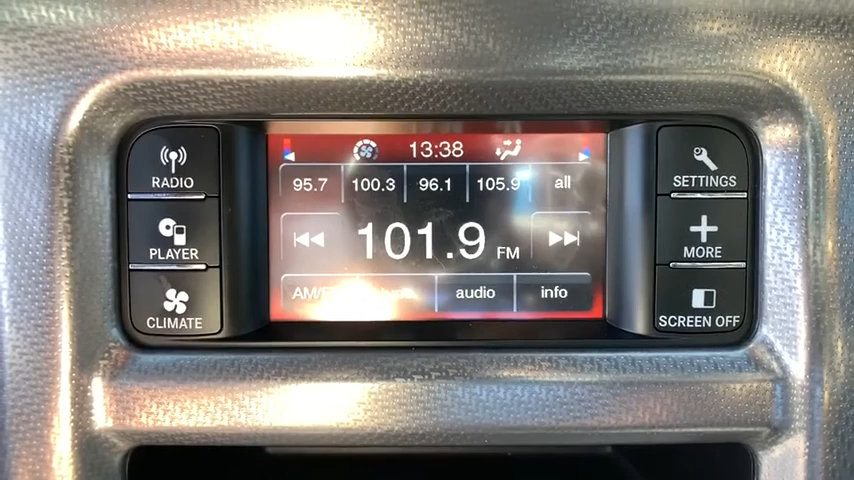 RADIO
PLAYER
CLIMATE
13:38
95.7 100.3 96.1 105.9 all
101.9 FM
audio info
SETTINGS
MORE
SCREEN OFF